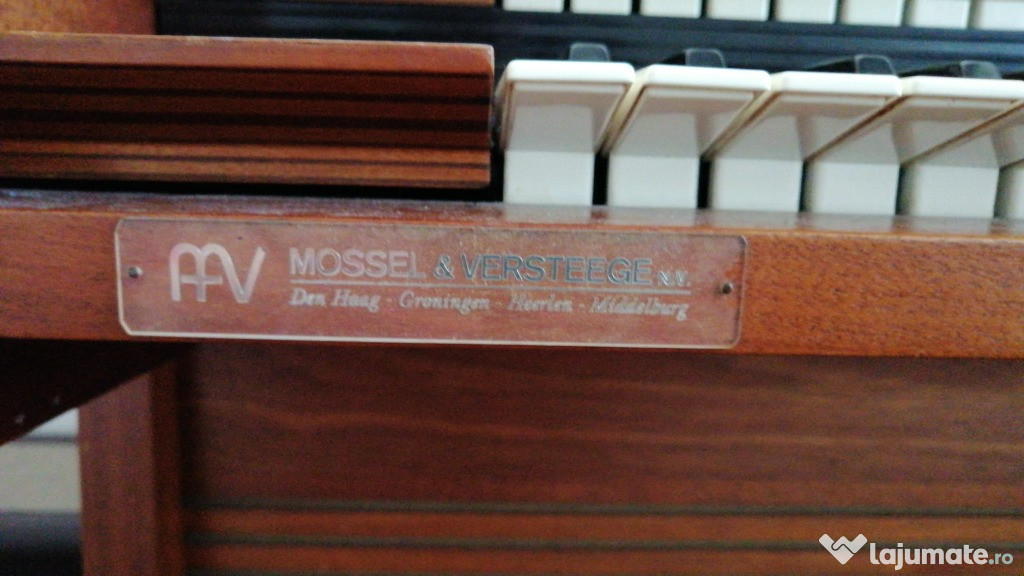 MV MOSSEL & VERSTEEGE N.V.
Den Haag - Groningen - Heerlen - Middelburg
lajumate.ro